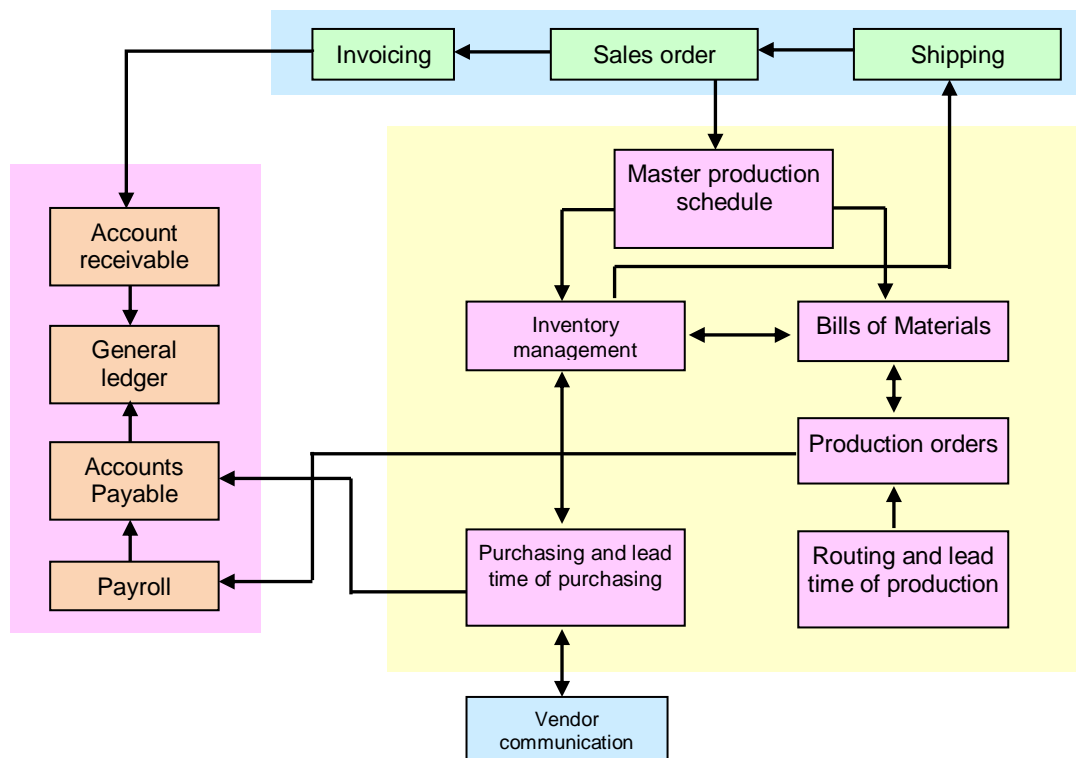 Invoicing
Sales order
Shipping
Master production
schedule
Account
receivable
Inventory
management
Bills of Materials
General
ledger
Production orders
Accounts
Payable
Purchasing and lead
time of purchasing
Routing and lead
time of production
Payroll
Vendor
communication